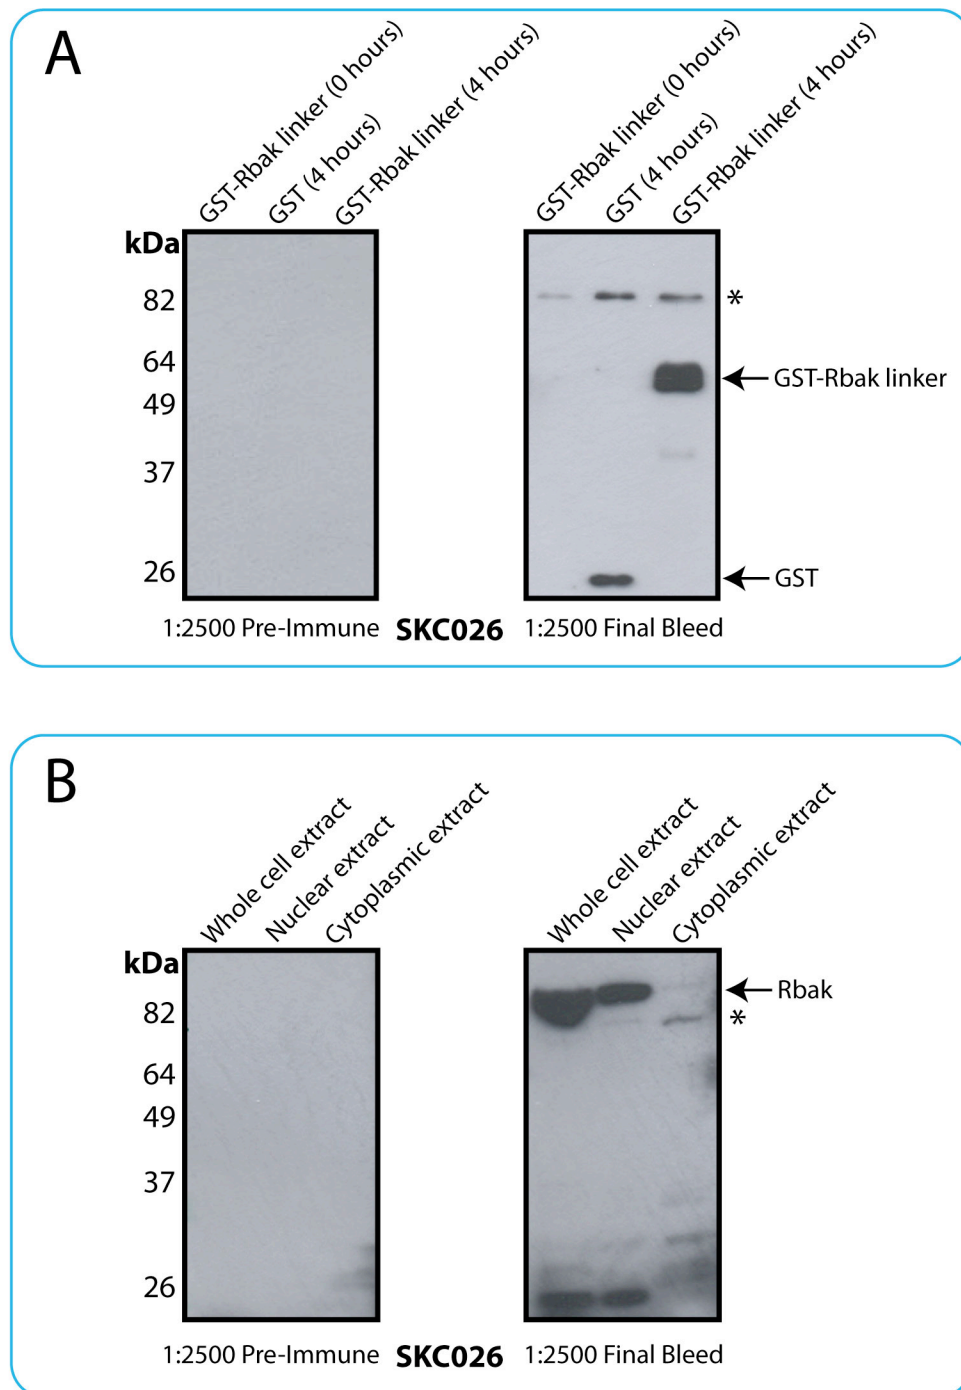 A
GST-Rbak linker (0 hours)
GST (4 hours)
GST-Rbak linker (4 hours)
GST-Rbak linker (0 hours)
GST (4 hours)
GST-Rbak linker (4 hours)
kDa
82
64
49
37
26
*
GST-Rbak linker
GST
1:2500 Pre-Immune SKC026 1:2500 Final Bleed
B
Whole cell extract
Nuclear extract
Cytoplasmic extract
Whole cell extract
Nuclear extract
Cytoplasmic extract
kDa
82
64
49
37
26
Rbak
*
1:2500 Pre-Immune SKC026 1:2500 Final Bleed